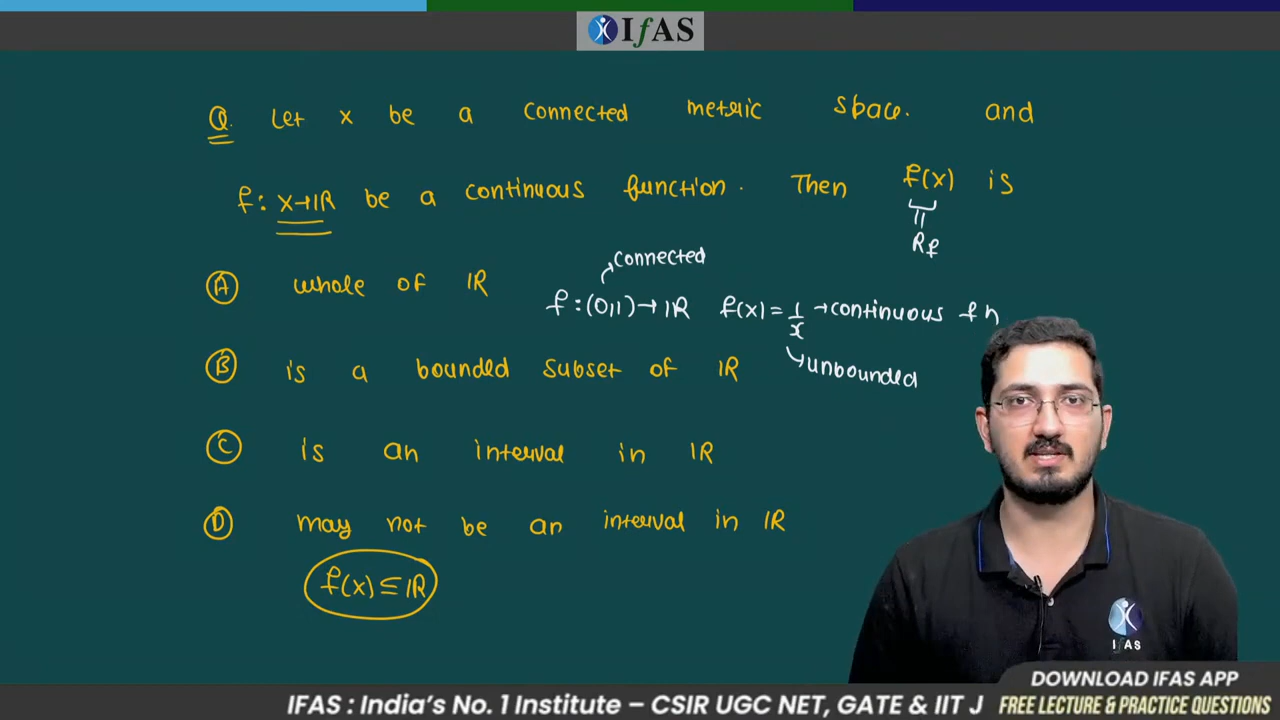 IfAS
Q. Let x be a connected metric space. and
f: x→IR be a continuous function. Then f(x) is
Rf
(A) whole of IR
connected
f:(0,1)→IR f(x)=1/x →continuous fn
unbounded
(B) is a bounded subset of IR
(C) is an interval in IR
(D) may not be an interval in IR
f(x)⊆IR
IfAS
DOWNLOAD IFAS APP
IFAS : India's No. 1 Institute – CSIR UGC NET, GATE & IIT J
FREE LECTURE & PRACTICE QUESTIONS